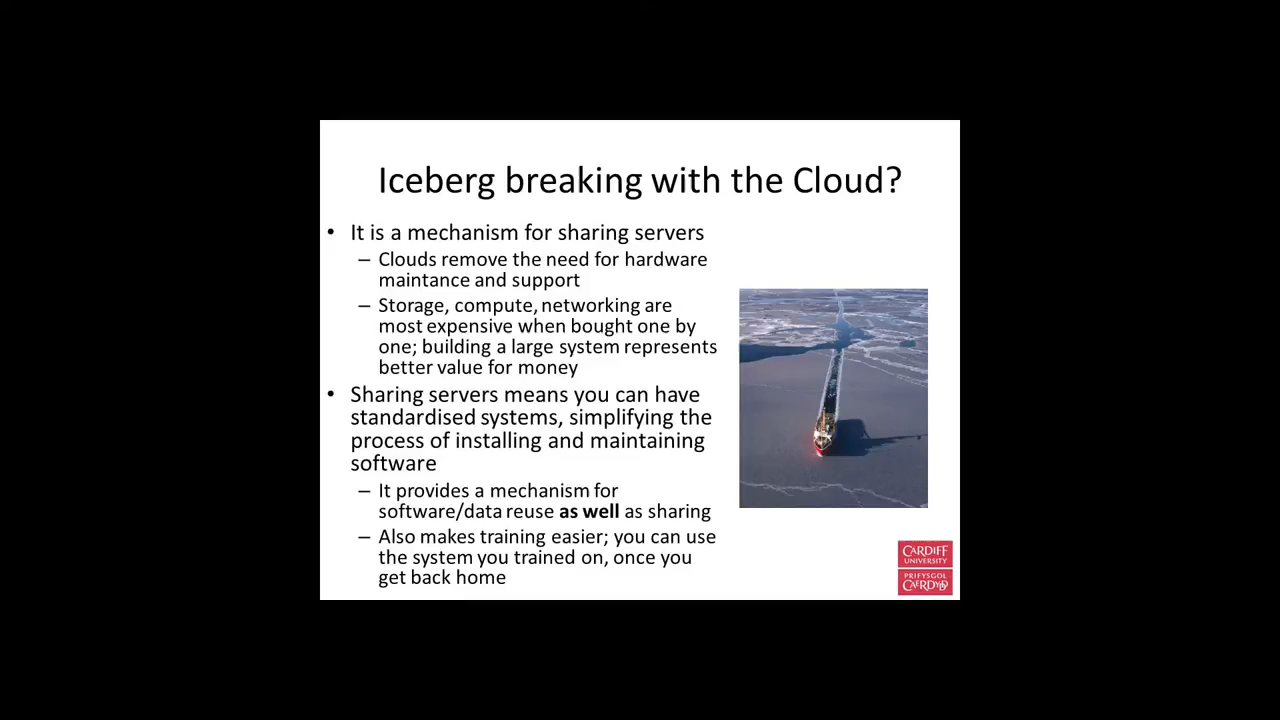 Iceberg breaking with the Cloud?
• It is a mechanism for sharing servers
– Clouds remove the need for hardware
maintance and support
– Storage, compute, networking are
most expensive when bought one by
one; building a large system represents
better value for money
• Sharing servers means you can have
standardised systems, simplifying the
process of installing and maintaining
software
– It provides a mechanism for
software/data reuse as well as sharing
– Also makes training easier; you can use
the system you trained on, once you
get back home
CARDIFF
UNIVERSITY
PRIFYSGOL
CAERDYDD